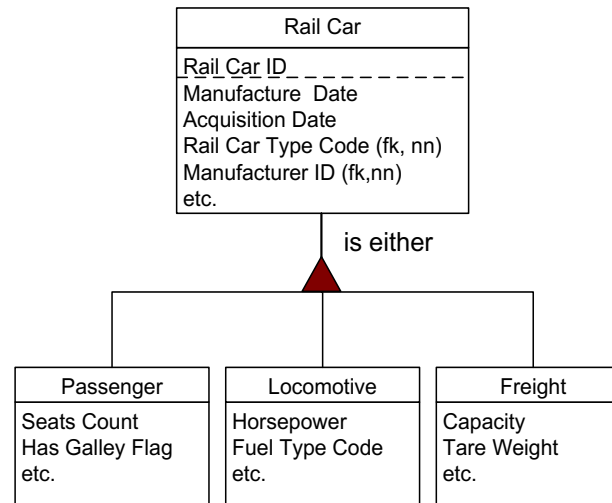 Rail Car
Rail Car ID
Manufacture Date
Acquisition Date
Rail Car Type Code (fk, nn)
Manufacturer ID (fk,nn)
etc.
is either
Passenger
Seats Count
Has Galley Flag
etc.
Locomotive
Horsepower
Fuel Type Code
etc.
Freight
Capacity
Tare Weight
etc.